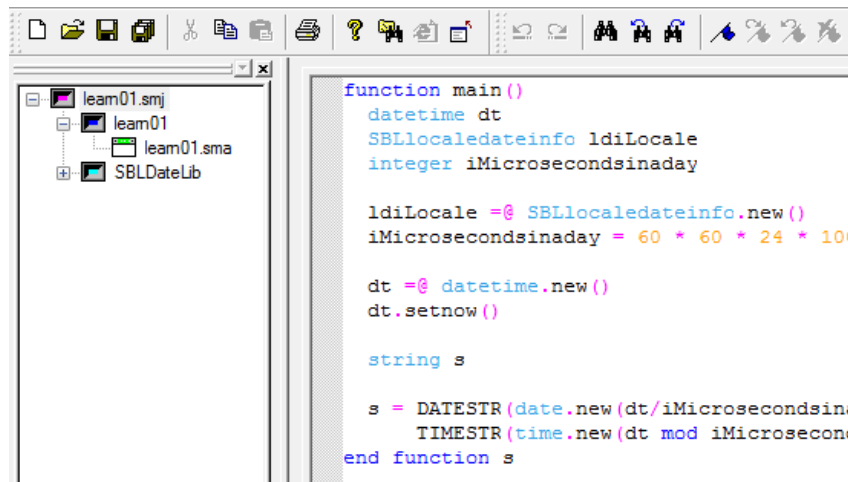 learn01.smj
learn01
learn01.sma
SBLDateLib
function main()
datetime dt
SBLlocaledateinfo ldiLocale
integer iMicrosecondsinaday
ldiLocale =@ SBLlocaledateinfo.new()
iMicrosecondsinaday = 60 * 60 * 24 * 100
dt =@ datetime.new()
dt.setnow()
string s
s = DATESTR(date.new(dt/iMicrosecondsina
TIMESTR(time.new(dt mod iMicrosecond
end function s